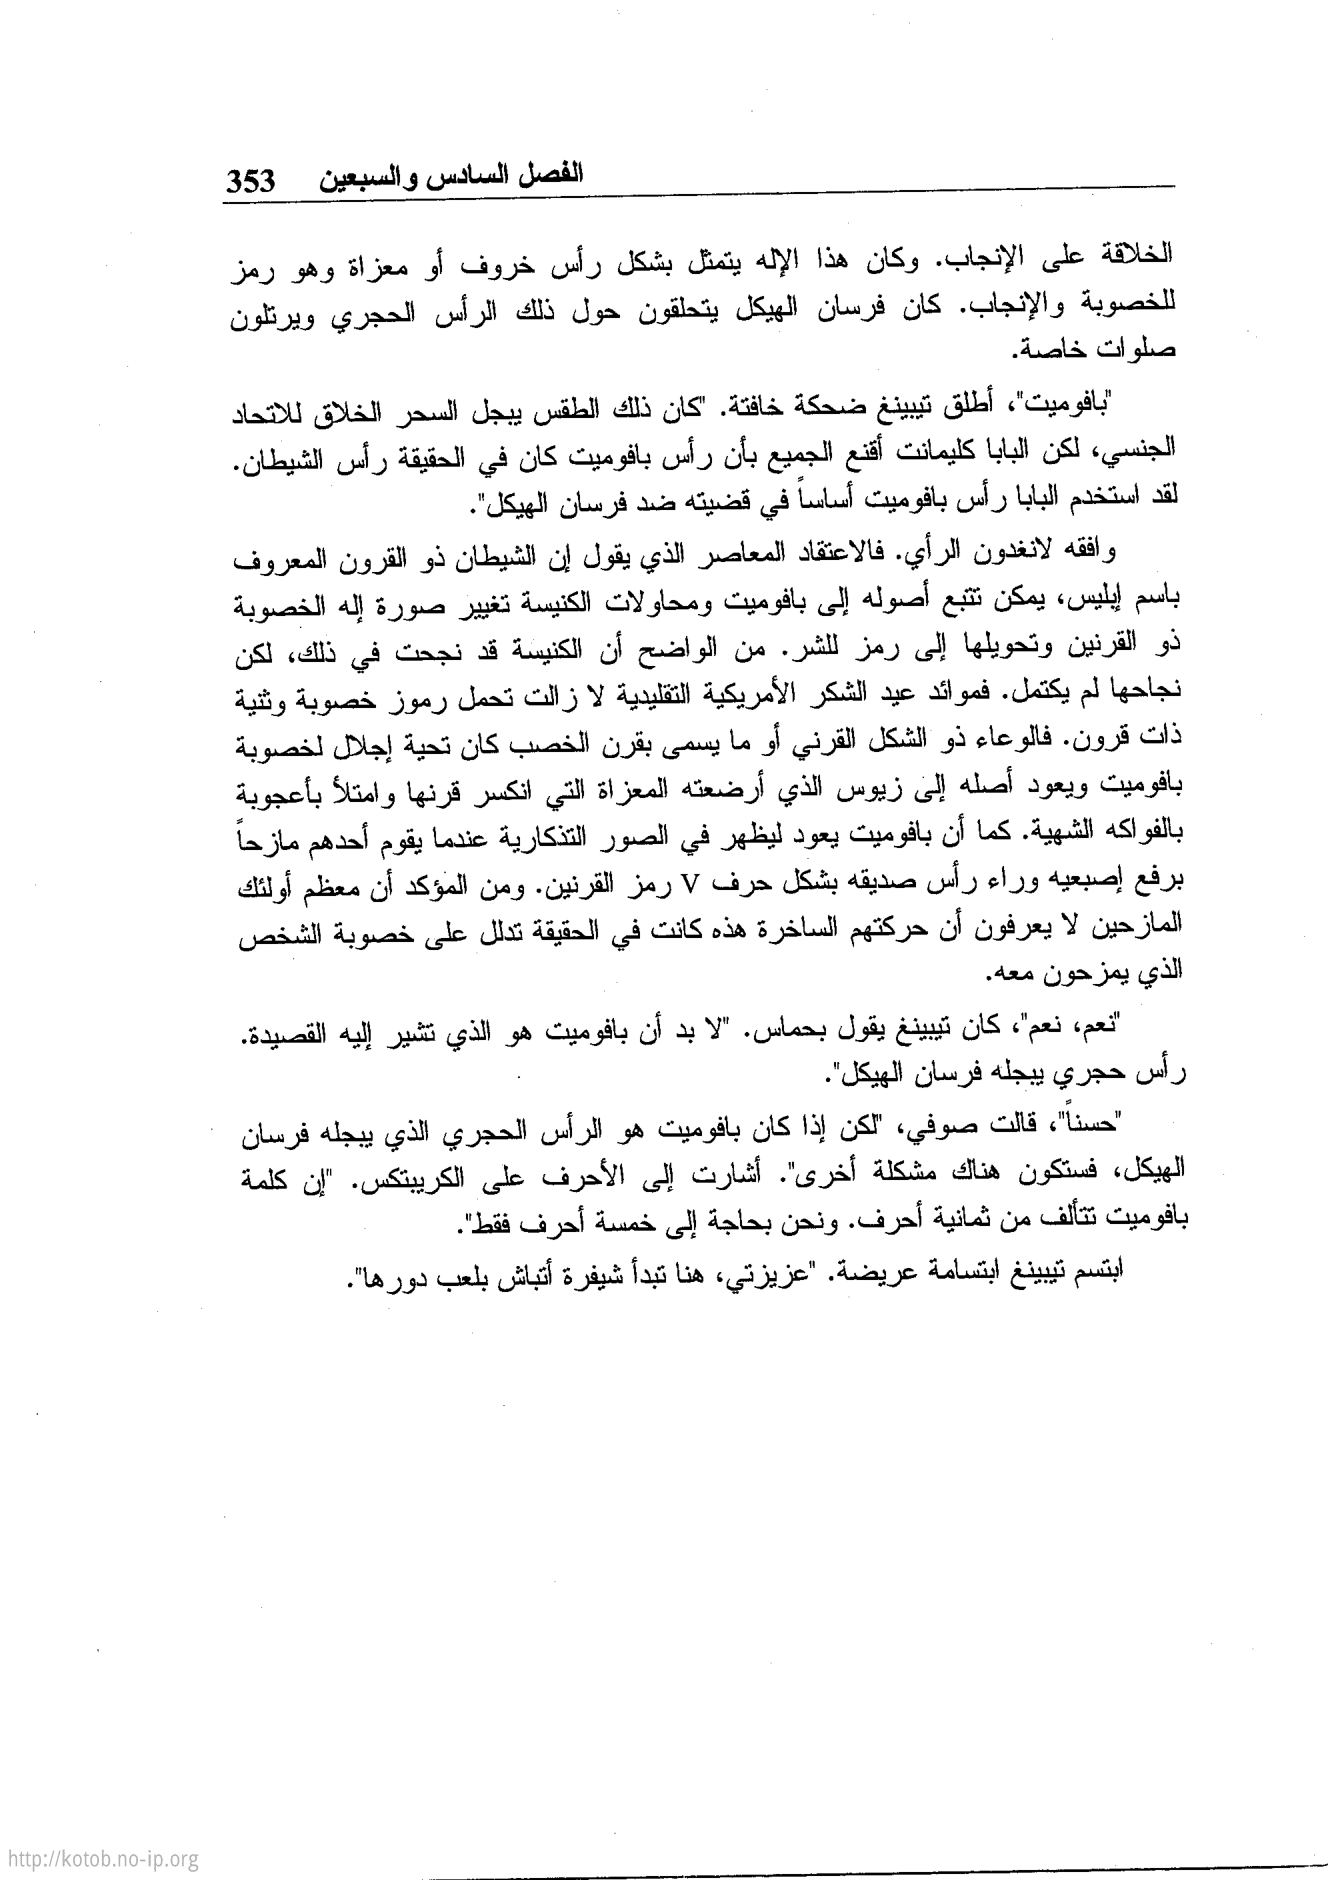 الفصل السادس والسبعين 353
الخلاقة على الإنجاب. وكان هذا الإله يتمثل بشكل رأس خروف أو معزاة وهو رمز
للخصوبة والإنجاب. كان فرسان الهيكل يتحلقون حول ذلك الرأس الحجري ويرتلون
صلوات خاصة.
"بافوميت"، أطلق تيبينغ ضحكة خافتة. "كان ذلك الطقس يبجل السحر الخلاق للاتحاد
الجنسي، لكن البابا كليمانت أقنع الجميع بأن رأس بافوميت كان في الحقيقة رأس الشيطان.
لقد استخدم البابا رأس بافوميت أساساً في قضيته ضد فرسان الهيكل".
وافقه لانغدون الرأي. فالاعتقاد المعاصر الذي يقول إن الشيطان ذو القرون المعروف
باسم إبليس، يمكن تتبع أصوله إلى بافوميت ومحاولات الكنيسة تغيير صورة إله الخصوبة
ذو القرنين وتحويلها إلى رمز للشر. من الواضح أن الكنيسة قد نجحت في ذلك، لكن
نجاحها لم يكتمل. فموائد عيد الشكر الأمريكية التقليدية لا زالت تحمل رموز خصوبة وثنية
ذات قرون. فالوعاء ذو الشكل القرني أو ما يسمى بقرن الخصب كان تحية إجلال لخصوبة
بافوميت ويعود أصله إلى زيوس الذي أرضعته المعزاة التي انكسر قرنها وامتلأ بأعجوبة
بالفواكه الشهية. كما أن بافوميت يعود ليظهر في الصور التذكارية عندما يقوم أحدهم مازحاً
برفع إصبعيه وراء رأس صديقه بشكل حرف V رمز القرنين. ومن المؤكد أن معظم أولئك
المازحين لا يعرفون أن حركتهم الساخرة هذه كانت في الحقيقة تدلل على خصوبة الشخص
الذي يمزحون معه.
"نعم، نعم"، كان تيبينغ يقول بحماس. "لا بد أن بافوميت هو الذي تشير إليه القصيدة.
رأس حجري يبجله فرسان الهيكل".
"حسناً"، قالت صوفي، "لكن إذا كان بافوميت هو الرأس الحجري الذي يبجله فرسان
الهيكل، فستكون هناك مشكلة أخرى". أشارت إلى الأحرف على الكريبتكس. "إن كلمة
بافوميت تتألف من ثمانية أحرف. ونحن بحاجة إلى خمسة أحرف فقط".
ابتسم تيبينغ ابتسامة عريضة. "عزيزتي، هنا تبدأ شيفرة أتباش بلعب دورها".
http://kotob.no-ip.org